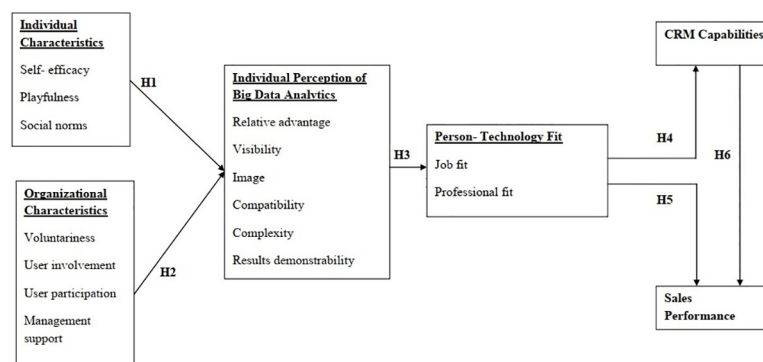 Individual
Characteristics
Self- efficacy
Playfulness
Social norms
H1
Organizational
Characteristics
Voluntariness
User involvement
User participation
Management
support
H2
Individual Perception of
Big Data Analytics
Relative advantage
Visibility
Image
Compatibility
Complexity
Results demonstrability
H3
Person- Technology Fit
Job fit
Professional fit
H4
H5
CRM Capabilities
H6
Sales
Performance